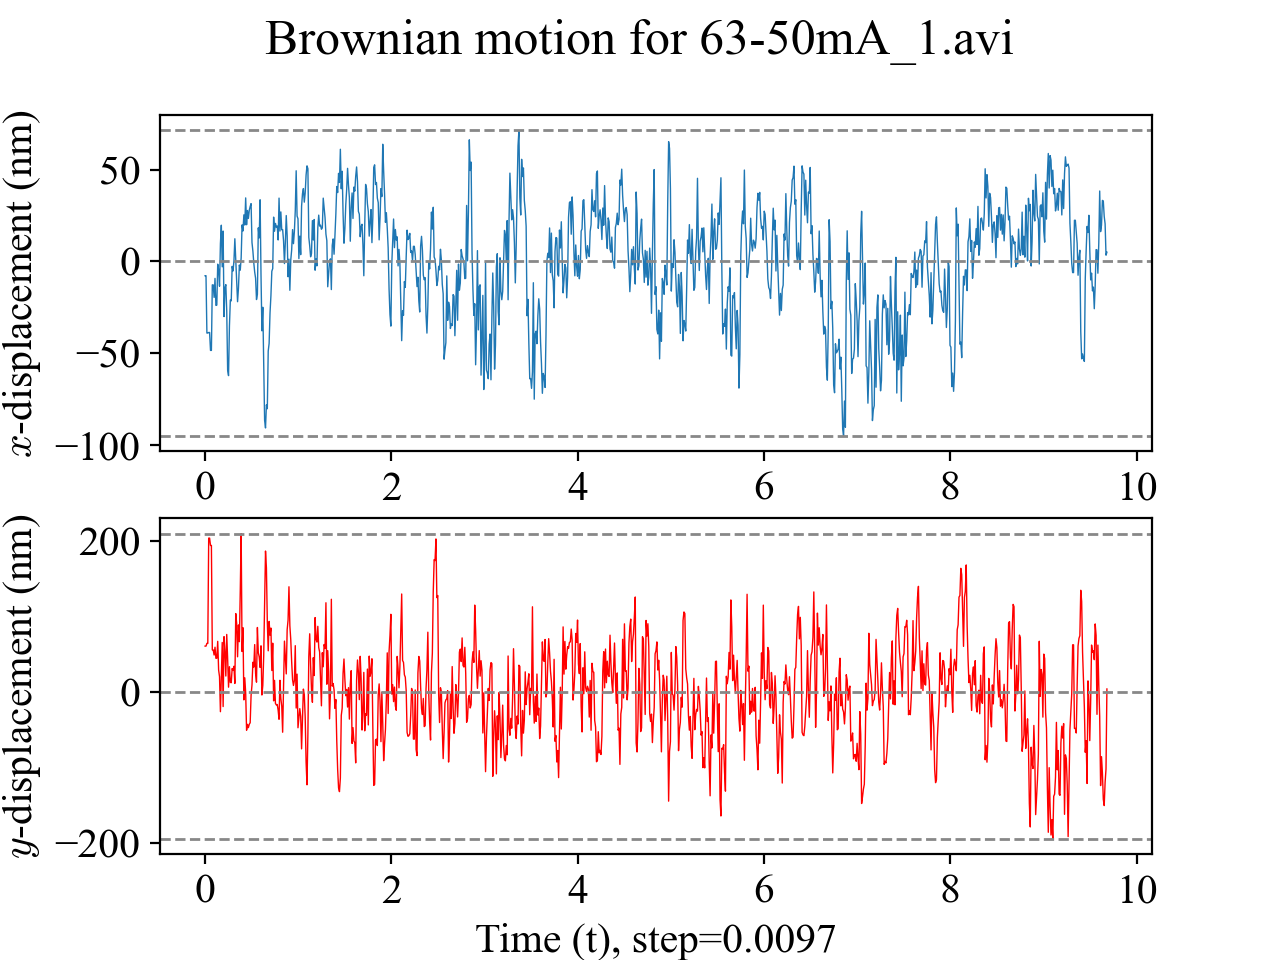 Brownian motion for 63-50mA_1.avi
x-displacement (nm)
50
0
−50
−100
0 2 4 6 8 10
y-displacement (nm)
200
0
−200
0 2 4 6 8 10
Time (t), step=0.0097